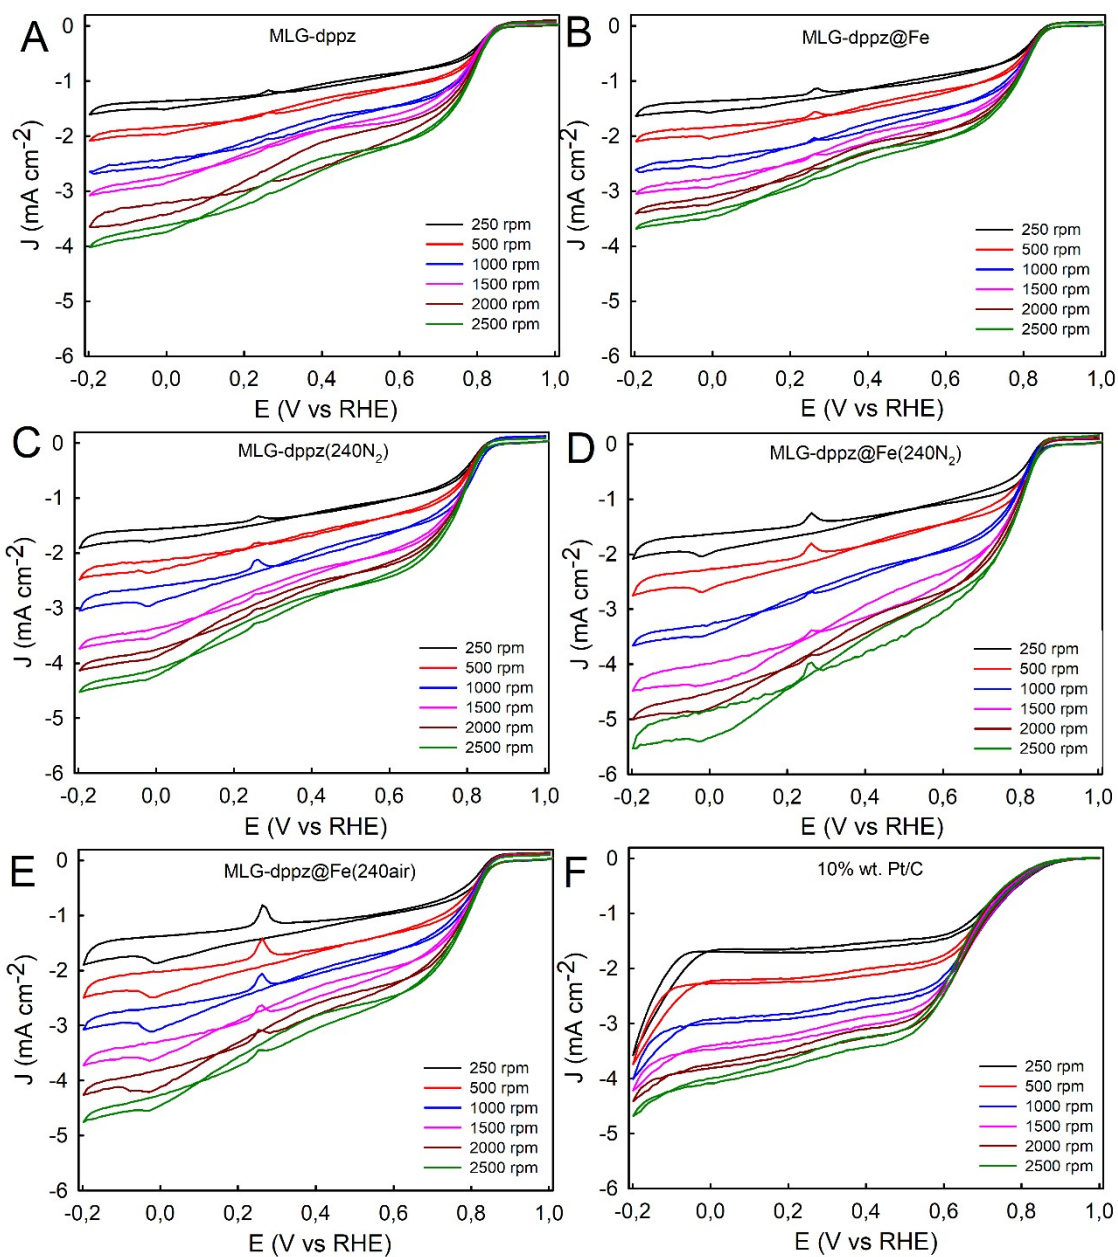 A
MLG-dppz
0
-1
-2
-3
-4
-5
-6
J (mA cm-2)
250 rpm
500 rpm
1000 rpm
1500 rpm
2000 rpm
2500 rpm
-0,2 0,0 0,2 0,4 0,6 0,8 1,0
E (V vs RHE)
B
MLG-dppz@Fe
0
-1
-2
-3
-4
-5
-6
J (mA cm-2)
250 rpm
500 rpm
1000 rpm
1500 rpm
2000 rpm
2500 rpm
-0,2 0,0 0,2 0,4 0,6 0,8 1,0
E (V vs RHE)
C
MLG-dppz(240N2)
0
-1
-2
-3
-4
-5
-6
J (mA cm-2)
250 rpm
500 rpm
1000 rpm
1500 rpm
2000 rpm
2500 rpm
-0,2 0,0 0,2 0,4 0,6 0,8 1,0
E (V vs RHE)
D
MLG-dppz@Fe(240N2)
0
-1
-2
-3
-4
-5
-6
J (mA cm-2)
250 rpm
500 rpm
1000 rpm
1500 rpm
2000 rpm
2500 rpm
-0,2 0,0 0,2 0,4 0,6 0,8 1,0
E (V vs RHE)
E
MLG-dppz@Fe(240air)
0
-1
-2
-3
-4
-5
-6
J (mA cm-2)
250 rpm
500 rpm
1000 rpm
1500 rpm
2000 rpm
2500 rpm
-0,2 0,0 0,2 0,4 0,6 0,8 1,0
E (V vs RHE)
F
10% wt. Pt/C
0
-1
-2
-3
-4
-5
-6
J (mA cm-2)
250 rpm
500 rpm
1000 rpm
1500 rpm
2000 rpm
2500 rpm
-0,2 0,0 0,2 0,4 0,6 0,8 1,0
E (V vs RHE)